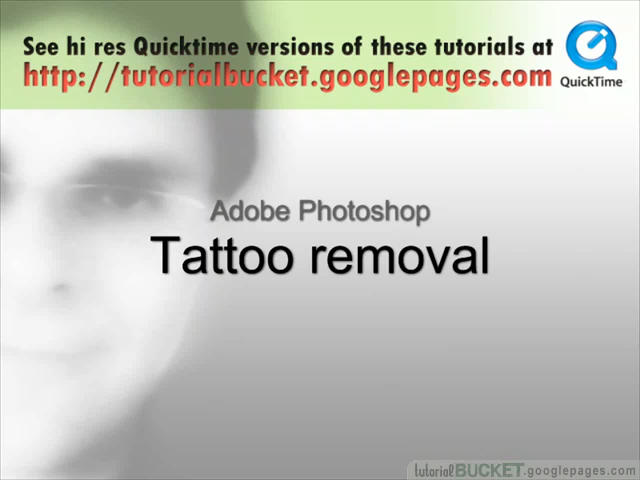 See hi res Quicktime versions of these tutorials at
http://tutorialbucket.googlepages.com
QuickTime
Adobe Photoshop
Tattoo removal
tutorialBUCKET.googlepages.com